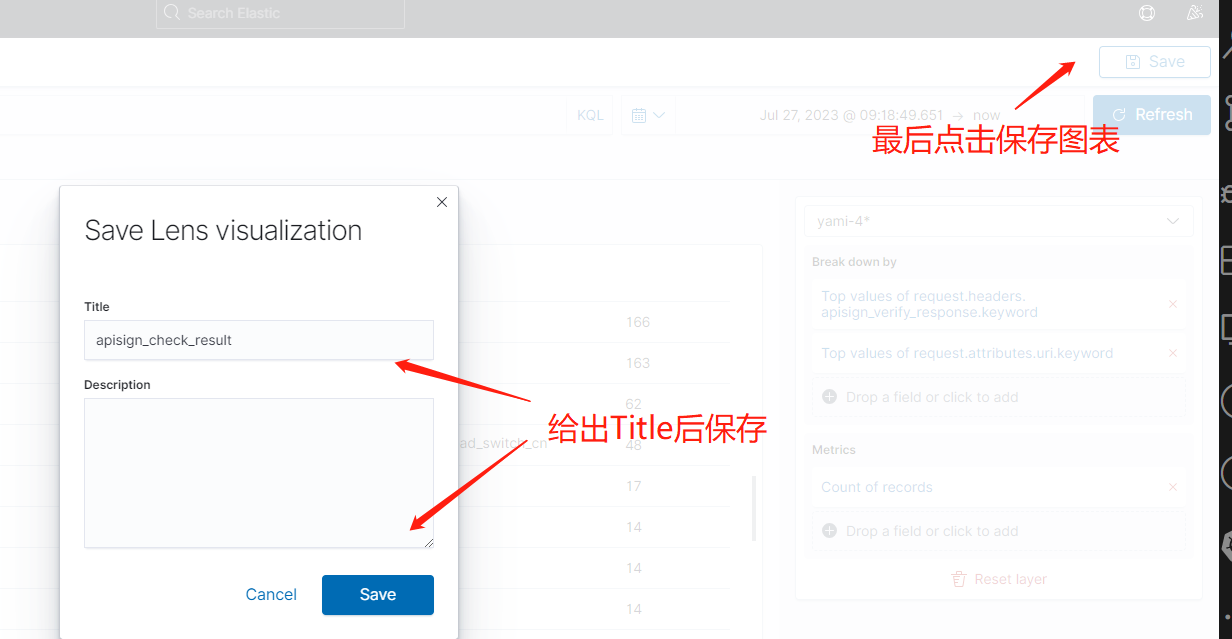 Search Elastic
Save
KQL
Jul 27, 2023 @ 09:18:49.651 → now
Refresh
最后点击保存图表
Save Lens visualization
Title
apisign_check_result
Description
Cancel
Save
给出Title后保存
166
163
62
ad_switch_cn
48
17
14
14
14
yami-4*
Break down by
Top values of request.headers.
apisign_verify_response.keyword
Top values of request.attributes.uri.keyword
Drop a field or click to add
Metrics
Count of records
Drop a field or click to add
Reset layer